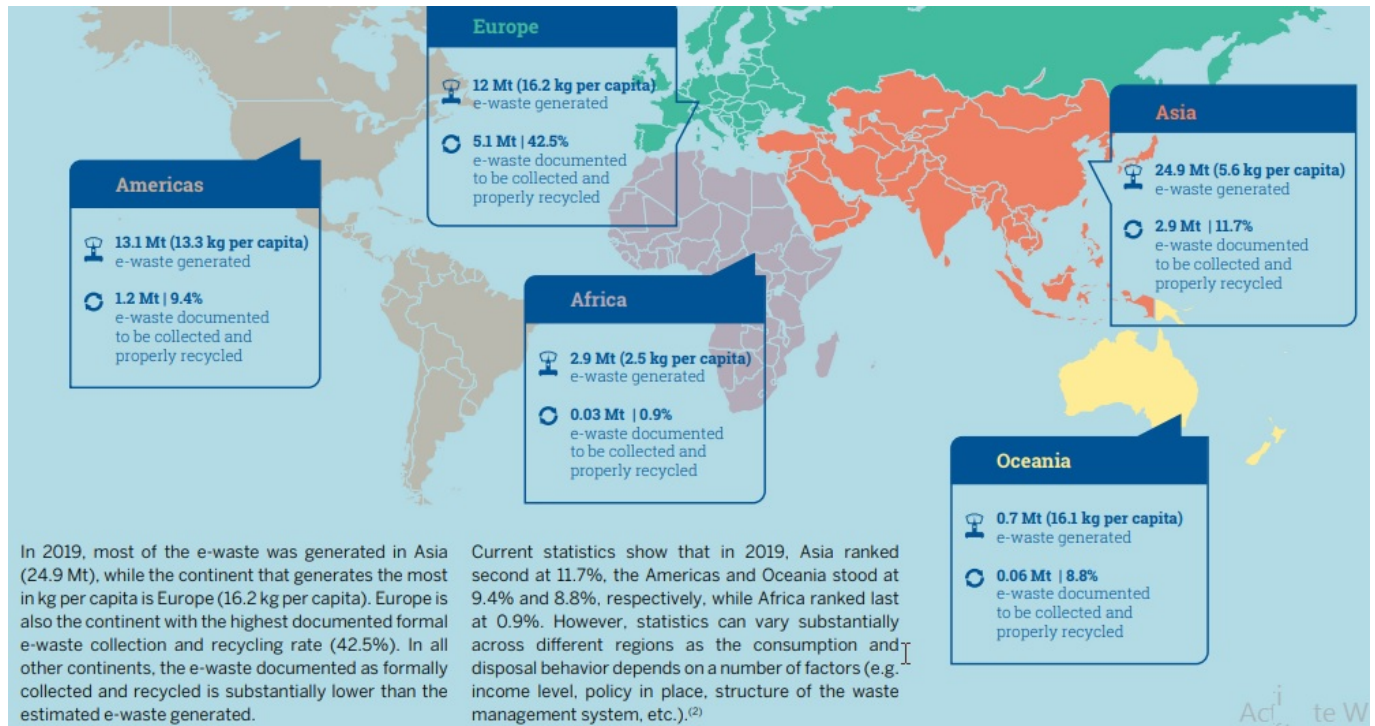 Europe
12 Mt (16.2 kg per capita)
e-waste generated
5.1 Mt | 42.5%
e-waste documented
to be collected and
properly recycled
Asia
24.9 Mt (5.6 kg per capita)
e-waste generated
2.9 Mt | 11.7%
e-waste documented
to be collected and
properly recycled
Americas
13.1 Mt (13.3 kg per capita)
e-waste generated
1.2 Mt | 9.4%
e-waste documented
to be collected and
properly recycled
Africa
2.9 Mt (2.5 kg per capita)
e-waste generated
0.03 Mt | 0.9%
e-waste documented
to be collected and
properly recycled
Oceania
0.7 Mt (16.1 kg per capita)
e-waste generated
0.06 Mt | 8.8%
e-waste documented
to be collected and
properly recycled
In 2019, most of the e-waste was generated in Asia
(24.9 Mt), while the continent that generates the most
in kg per capita is Europe (16.2 kg per capita). Europe is
also the continent with the highest documented formal
e-waste collection and recycling rate (42.5%). In all
other continents, the e-waste documented as formally
collected and recycled is substantially lower than the
estimated e-waste generated.
Current statistics show that in 2019, Asia ranked
second at 11.7%, the Americas and Oceania stood at
9.4% and 8.8%, respectively, while Africa ranked last
at 0.9%. However, statistics can vary substantially
across different regions as the consumption and
disposal behavior depends on a number of factors (e.g.
income level, policy in place, structure of the waste
management system, etc.).(2)